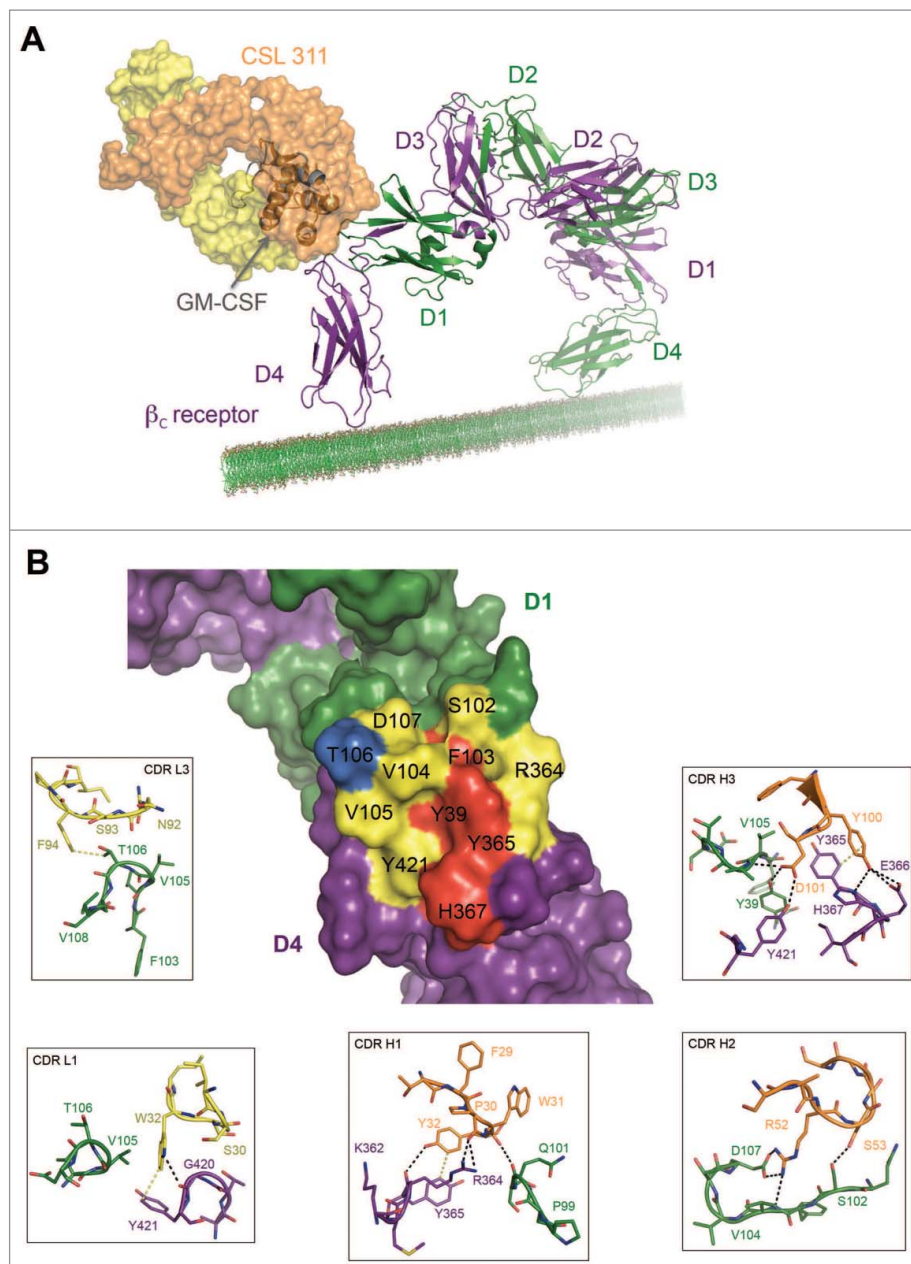 A
CSL 311
D2
D3
D2
D3
GM-CSF
D1
D1
D4
D4
βc receptor
B
D1
S102
D107
T106
F103
V104
R364
V105
Y39
Y365
Y421
H367
D4
CDR L3
S93
N92
F94
T106
V105
V108
F103
CDR H3
V105
Y365
Y100
E366
D101
Y39
H367
Y421
CDR L1
T106
W32
V105
S30
G420
Y421
CDR H1
F29
P30
W31
Y32
K362
Q101
R364
Y365
P99
CDR H2
R52
D107
S53
S102
V104